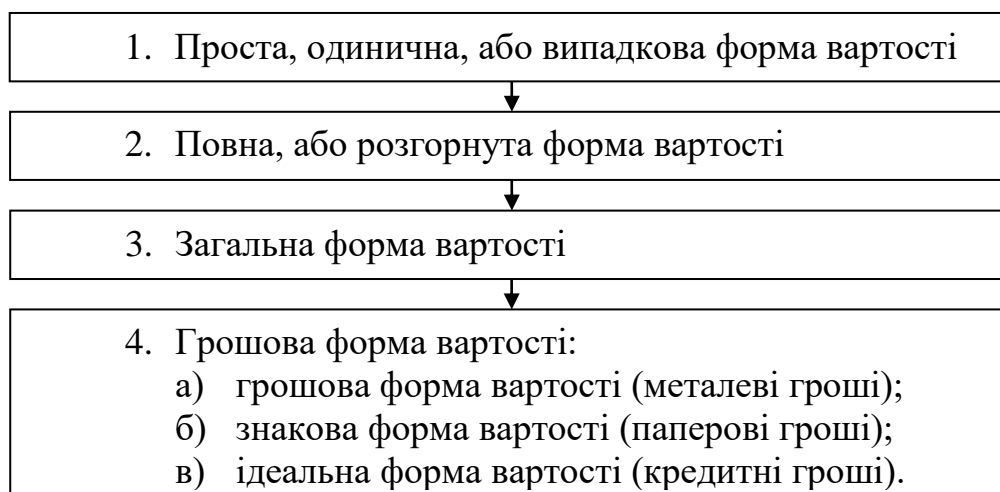 1. Проста, одинична, або випадкова форма вартості
2. Повна, або розгорнута форма вартості
3. Загальна форма вартості
4. Грошова форма вартості:
а) грошова форма вартості (металеві гроші);
б) знакова форма вартості (паперові гроші);
в) ідеальна форма вартості (кредитні гроші).